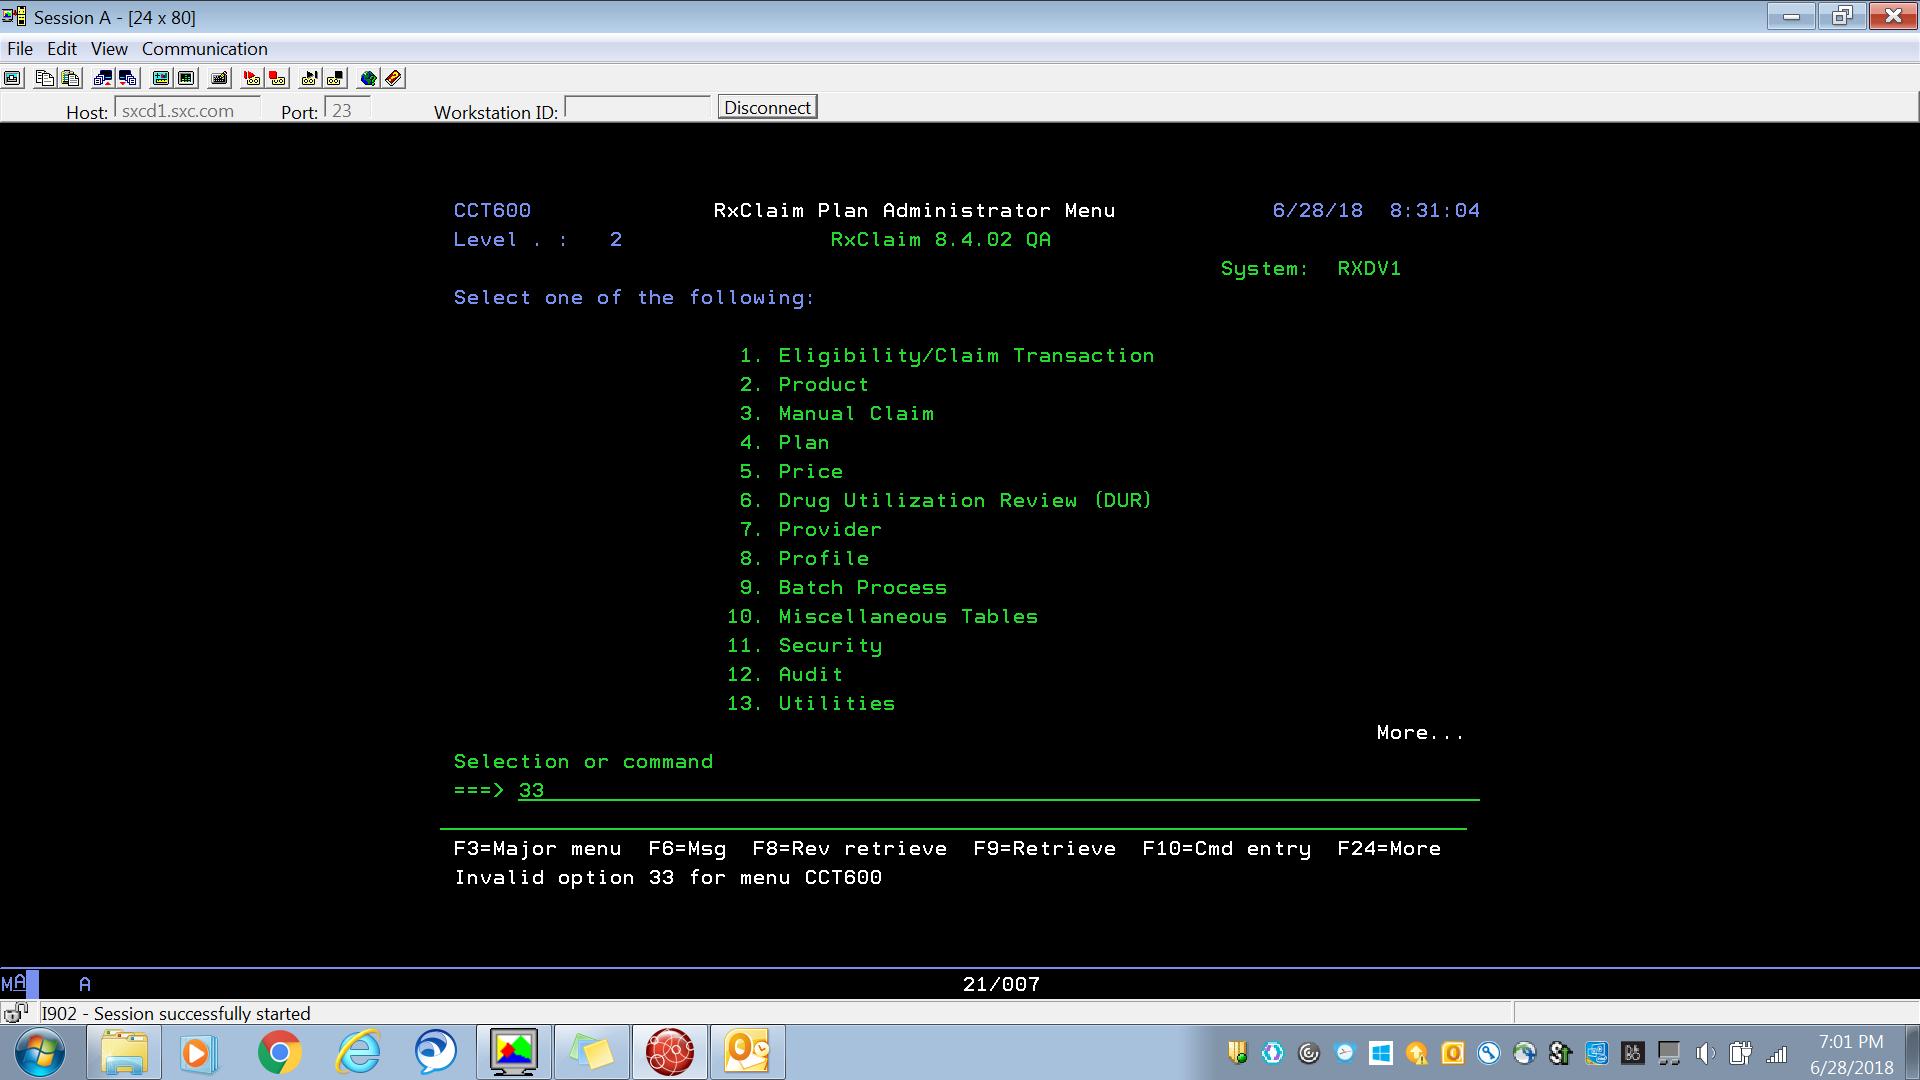 Session A - [24 x 80]
File Edit View Communication
Host: sxcd1.sxc.com Port: 23 Workstation ID: Disconnect
CCT600 RxClaim Plan Administrator Menu 6/28/18 8:31:04
Level . : 2 RxClaim 8.4.02 QA
System: RXDV1
Select one of the following:
1. Eligibility/Claim Transaction
2. Product
3. Manual Claim
4. Plan
5. Price
6. Drug Utilization Review (DUR)
7. Provider
8. Profile
9. Batch Process
10. Miscellaneous Tables
11. Security
12. Audit
13. Utilities
More...
Selection or command
===> 33
F3=Major menu F6=Msg F8=Rev retrieve F9=Retrieve F10=Cmd entry F24=More
Invalid option 33 for menu CCT600
MA A 21/007
I902 - Session successfully started
7:01 PM
6/28/2018